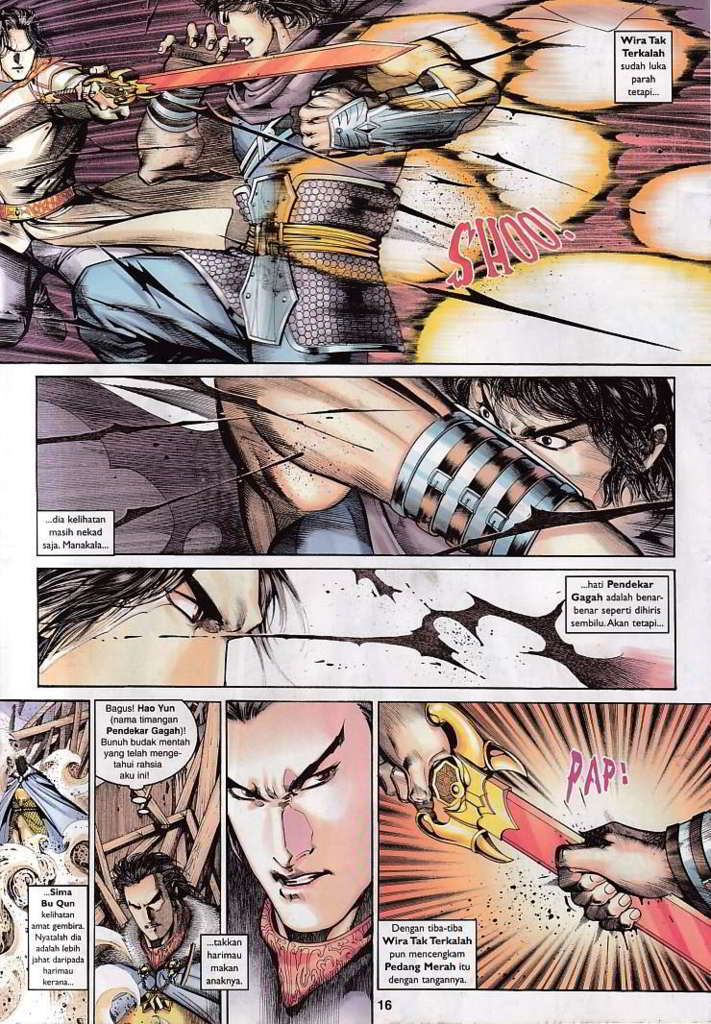 Wira Tak
Terkalah
sudah luka
parah
tetapi...
SHOO!
...dia kelihatan
masih nekad
saja. Manakala...
...hati Pendekar
Gagah adalah benar-
benar seperti dihiris
sembilu. Akan tetapi...
Bagus! Hao Yun
(nama timangan
Pendekar Gagah)!
Bunuh budak mentah
yang telah menge-
tahui rahsia
aku ini!
...Sima
Bu Qun
kelihatan
amat gembira.
Nyatalah dia
adalah lebih
jahat daripada
harimau
kerana...
...takkan
harimau
makan
anaknya.
PAP!
Dengan tiba-tiba
Wira Tak Terkalah
pun mencengkam
Pedang Merah itu
dengan tangannya.
16